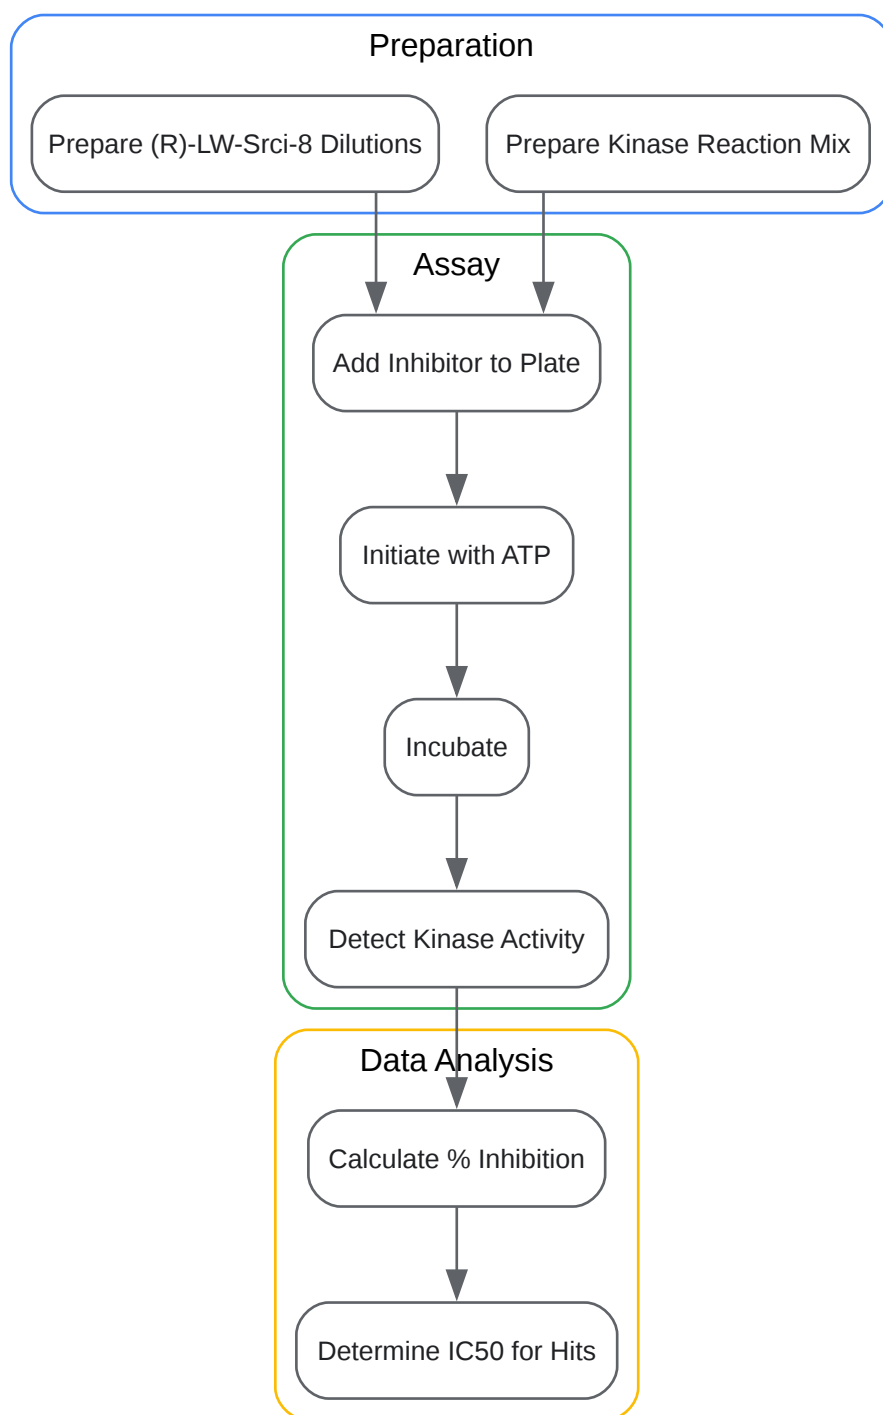 Preparation
Prepare (R)-LW-Srci-8 Dilutions
Prepare Kinase Reaction Mix
Assay
Add Inhibitor to Plate
Initiate with ATP
Incubate
Detect Kinase Activity
Data Analysis
Calculate % Inhibition
Determine IC50 for Hits